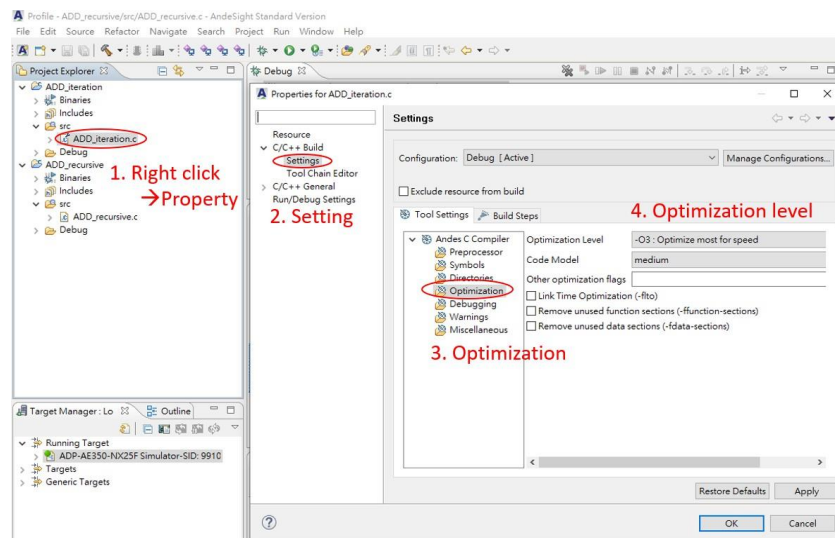 Profile - ADD_recursive/src/ADD_recursive.c - AndeSight Standard Version
File Edit Source Refactor Navigate Search Project Run Window Help
Project Explorer
ADD_iteration
Binaries
Includes
src
ADD_iteration.c
Debug
ADD_recursive
Binaries
Includes
src
ADD_recursive.c
Debug
1. Right click
→Property
Target Manager : Lo
Outline
Running Target
ADP-AE350-NX25F Simulator-SID: 9910
Targets
Generic Targets
Debug
Properties for ADD_iteration.c
Resource
C/C++ Build
Settings
Tool Chain Editor
C/C++ General
Run/Debug Settings
2. Setting
Settings
Configuration: Debug [ Active ]
Manage Configurations...
Exclude resource from build
Tool Settings
Build Steps
4. Optimization level
Andes C Compiler
Preprocessor
Symbols
Directories
Optimization
Debugging
Warnings
Miscellaneous
Optimization Level -O3 : Optimize most for speed
Code Model medium
Other optimization flags
Link Time Optimization (-flto)
Remove unused function sections (-ffunction-sections)
Remove unused data sections (-fdata-sections)
3. Optimization
Restore Defaults Apply
OK Cancel